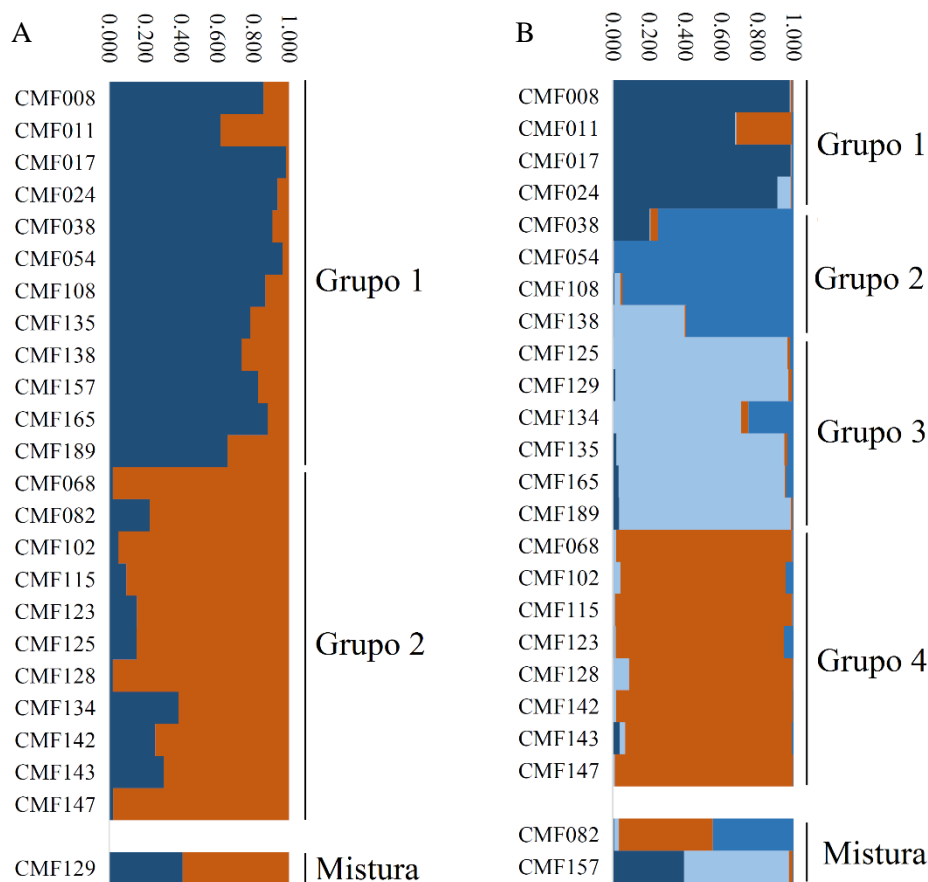 A
0.000
0.200
0.400
0.600
0.800
1.000
CMF008
CMF011
CMF017
CMF024
CMF038
CMF054
CMF108
CMF135
CMF138
CMF157
CMF165
CMF189
Grupo 1
CMF068
CMF082
CMF102
CMF115
CMF123
CMF125
CMF128
CMF134
CMF142
CMF143
CMF147
Grupo 2
CMF129
Mistura
B
0.000
0.200
0.400
0.600
0.800
1.000
CMF008
CMF011
CMF017
CMF024
Grupo 1
CMF038
CMF054
CMF108
CMF138
Grupo 2
CMF125
CMF129
CMF134
CMF135
CMF165
CMF189
Grupo 3
CMF068
CMF102
CMF115
CMF123
CMF128
CMF142
CMF143
CMF147
Grupo 4
CMF082
CMF157
Mistura